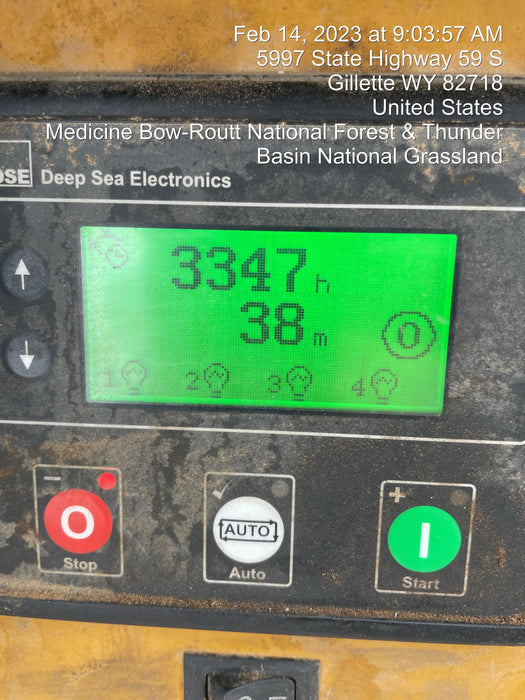 Feb 14, 2023 at 9:03:57 AM
5997 State Highway 59 S
Gillette WY 82718
United States
Medicine Bow-Routt National Forest & Thunder
Basin National Grassland
DSE Deep Sea Electronics
3347 h
38 m
0
1 2 3 4
Stop
AUTO
Auto
Start